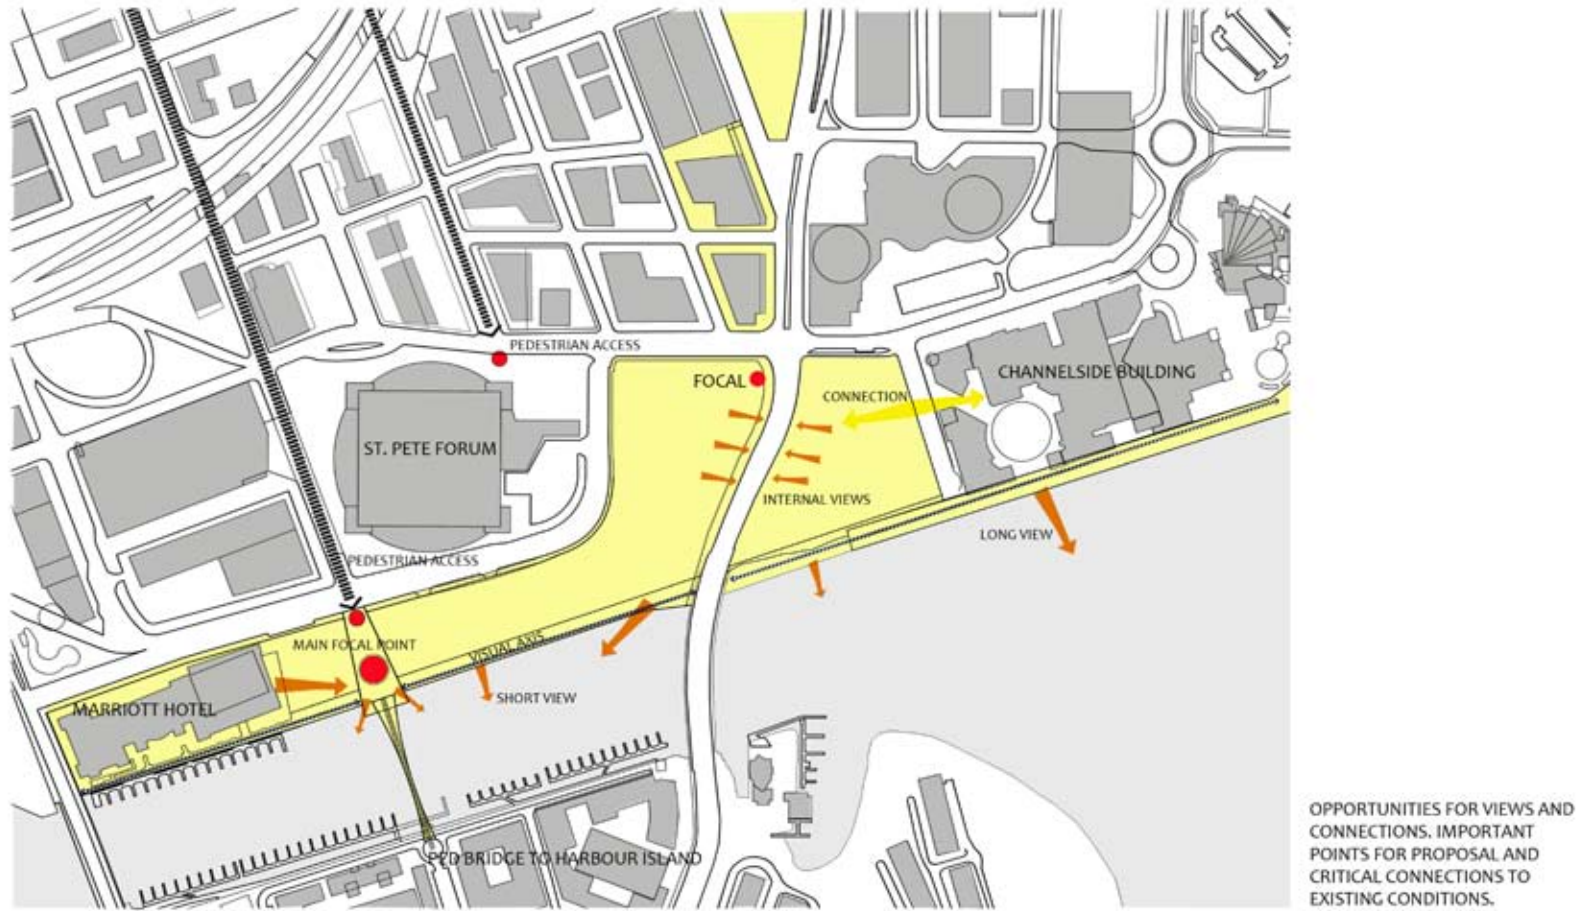 PEDESTRIAN ACCESS
FOCAL
CHANNELSIDE BUILDING
CONNECTION
ST. PETE FORUM
INTERNAL VIEWS
LONG VIEW
PEDESTRIAN ACCESS
MAIN FOCAL POINT
VISUAL AXIS
SHORT VIEW
MARRIOTT HOTEL
PED BRIDGE TO HARBOUR ISLAND
OPPORTUNITIES FOR VIEWS AND
CONNECTIONS. IMPORTANT
POINTS FOR PROPOSAL AND
CRITICAL CONNECTIONS TO
EXISTING CONDITIONS.